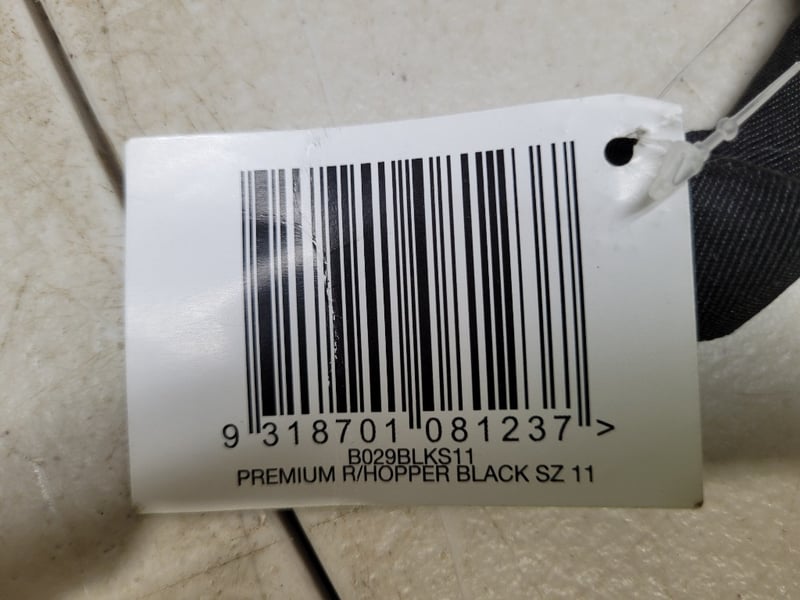 9 318701 081237 >
B029BLKS11
PREMIUM R/HOPPER BLACK SZ 11